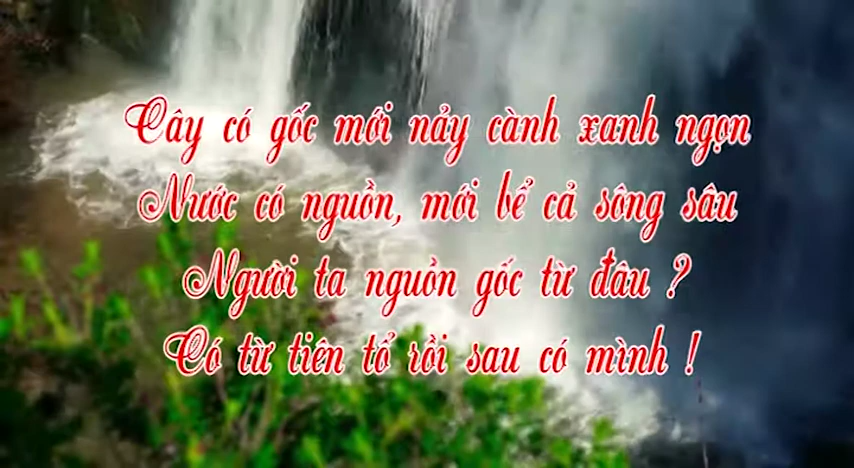 Cây có gốc mới nảy cành xanh ngọn
Nước có nguồn, mới bể cả sông sâu
Người ta nguỏn gốc từ đâu ?
Có từ tiên tổ rồi sau có mình !